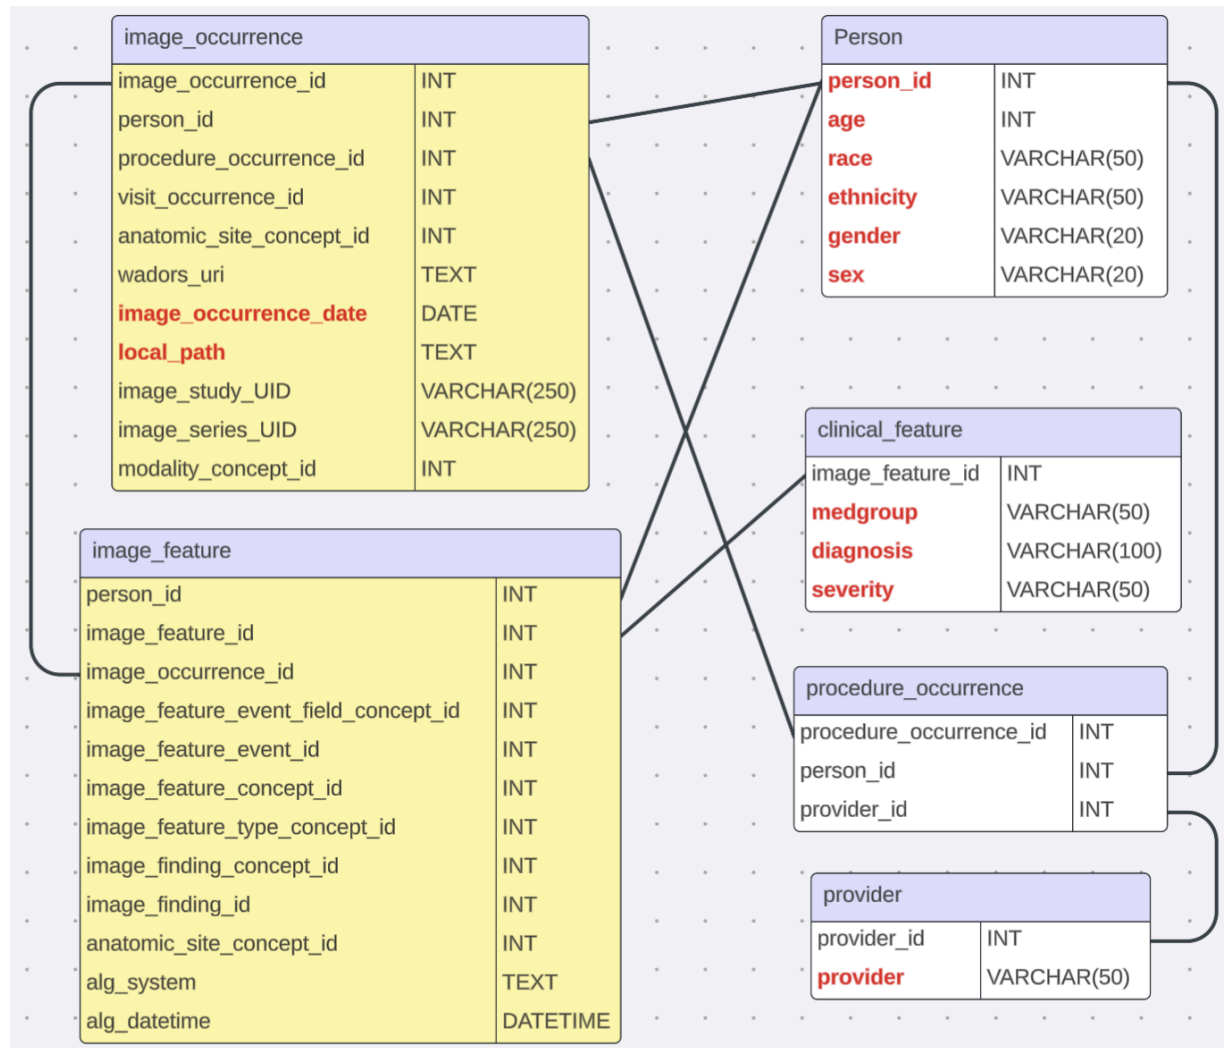 image_occurrence
image_occurrence_id INT
person_id INT
procedure_occurrence_id INT
visit_occurrence_id INT
anatomic_site_concept_id INT
wadors_uri TEXT
image_occurrence_date DATE
local_path TEXT
image_study_UID VARCHAR(250)
image_series_UID VARCHAR(250)
modality_concept_id INT
Person
person_id INT
age INT
race VARCHAR(50)
ethnicity VARCHAR(50)
gender VARCHAR(20)
sex VARCHAR(20)
clinical_feature
image_feature_id INT
medgroup VARCHAR(50)
diagnosis VARCHAR(100)
severity VARCHAR(50)
image_feature
person_id INT
image_feature_id INT
image_occurrence_id INT
image_feature_event_field_concept_id INT
image_feature_event_id INT
image_feature_concept_id INT
image_feature_type_concept_id INT
image_finding_concept_id INT
image_finding_id INT
anatomic_site_concept_id INT
alg_system TEXT
alg_datetime DATETIME
procedure_occurrence
procedure_occurrence_id INT
person_id INT
provider_id INT
provider
provider_id INT
provider VARCHAR(50)